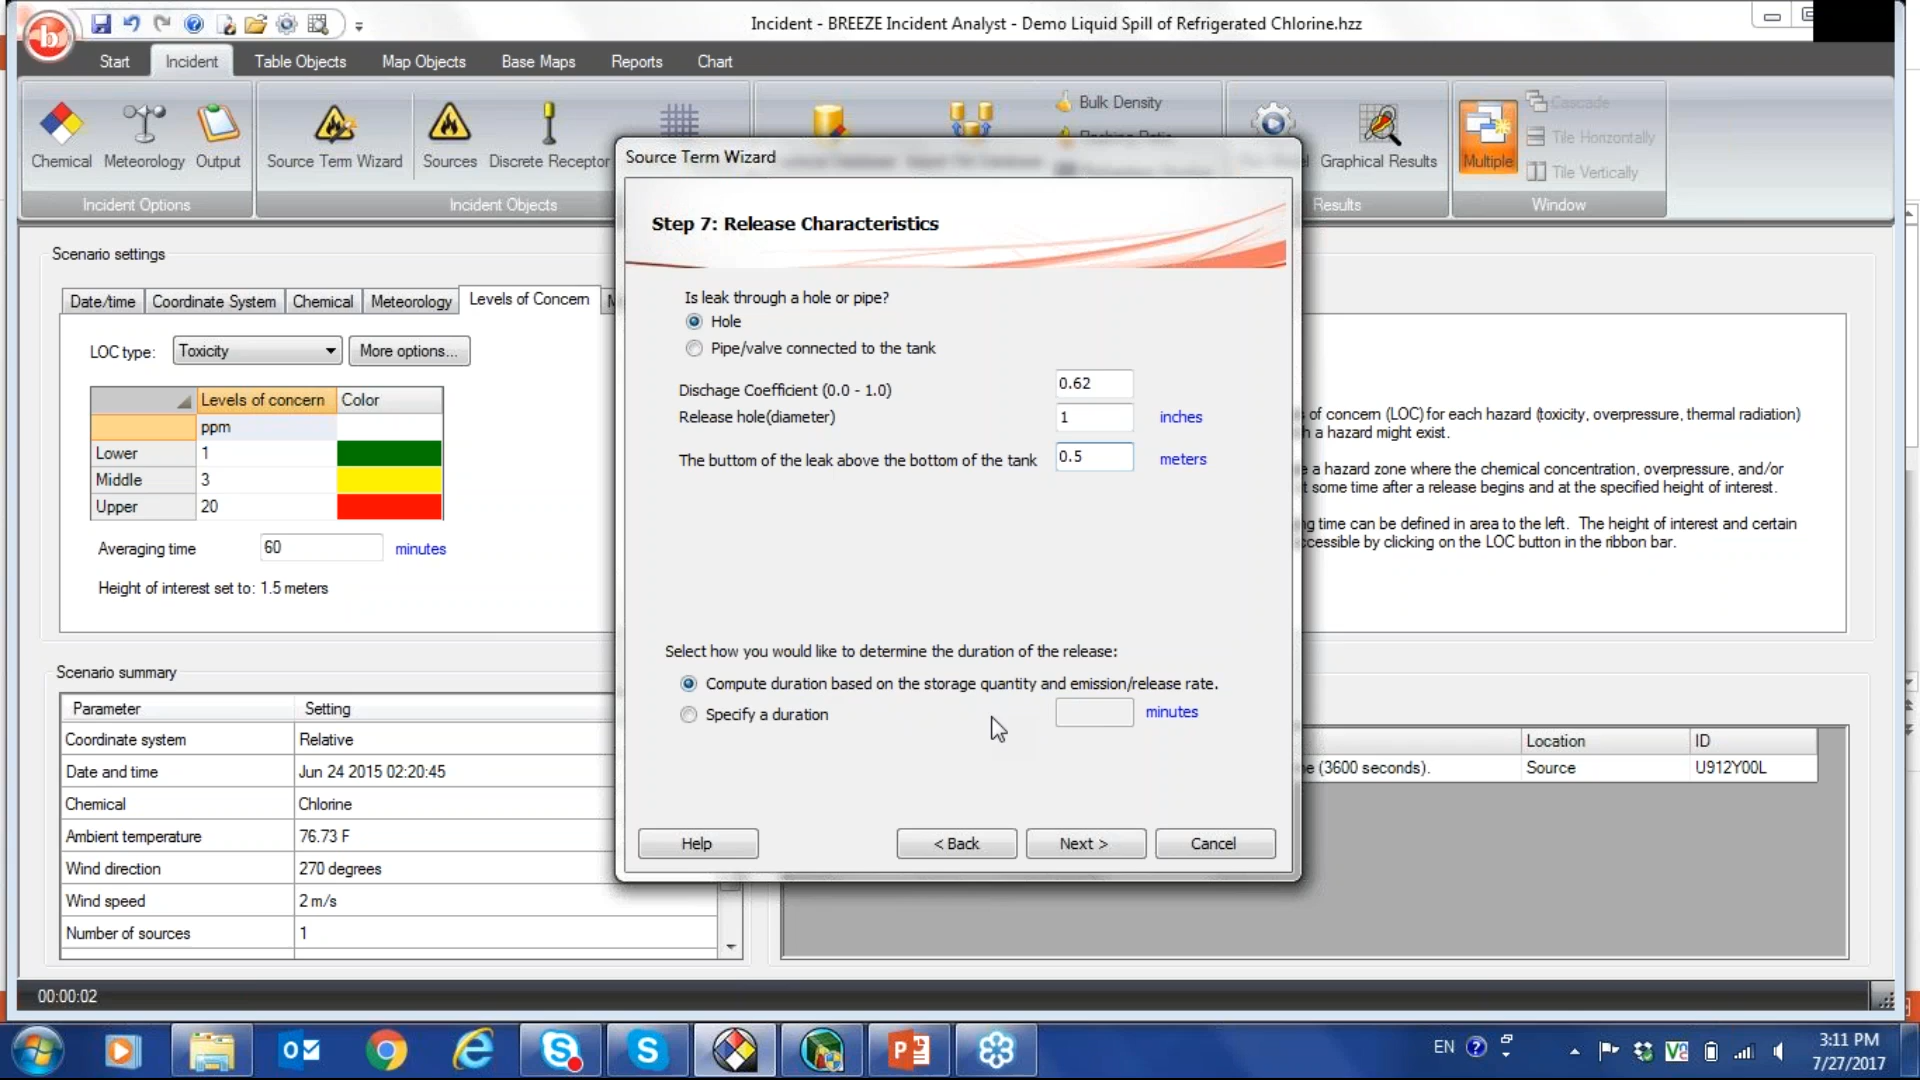 Incident - BREEZE Incident Analyst - Demo Liquid Spill of Refrigerated Chlorine.hzz
b
Start Incident Table Objects Map Objects Base Maps Reports Chart
Chemical Meteorology Output
Incident Options
Source Term Wizard Sources Discrete Receptor
Incident Objects
Bulk Density
Graphical Results
Results
Multiple
Cascade
Tile Horizontally
Tile Vertically
Window
Scenario settings
Date/time Coordinate System Chemical Meteorology Levels of Concern
LOC type: Toxicity More options...
Levels of concern Color
ppm
Lower 1
Middle 3
Upper 20
Averaging time 60 minutes
Height of interest set to: 1.5 meters
Source Term Wizard
Step 7: Release Characteristics
Is leak through a hole or pipe?
Hole
Pipe/valve connected to the tank
Dischage Coefficient (0.0 - 1.0) 0.62
Release hole(diameter) 1 inches
The buttom of the leak above the bottom of the tank 0.5 meters
Select how you would like to determine the duration of the release:
Compute duration based on the storage quantity and emission/release rate.
Specify a duration minutes
Help < Back Next > Cancel
of concern (LOC) for each hazard (toxicity, overpressure, thermal radiation)
a hazard might exist.
a hazard zone where the chemical concentration, overpressure, and/or
some time after a release begins and at the specified height of interest.
time can be defined in area to the left. The height of interest and certain
accessible by clicking on the LOC button in the ribbon bar.
Scenario summary
Parameter Setting
Coordinate system Relative
Date and time Jun 24 2015 02:20:45
Chemical Chlorine
Ambient temperature 76.73 F
Wind direction 270 degrees
Wind speed 2 m/s
Number of sources 1
Location ID
(3600 seconds). Source U912Y00L
00:00:02
EN
3:11 PM
7/27/2017